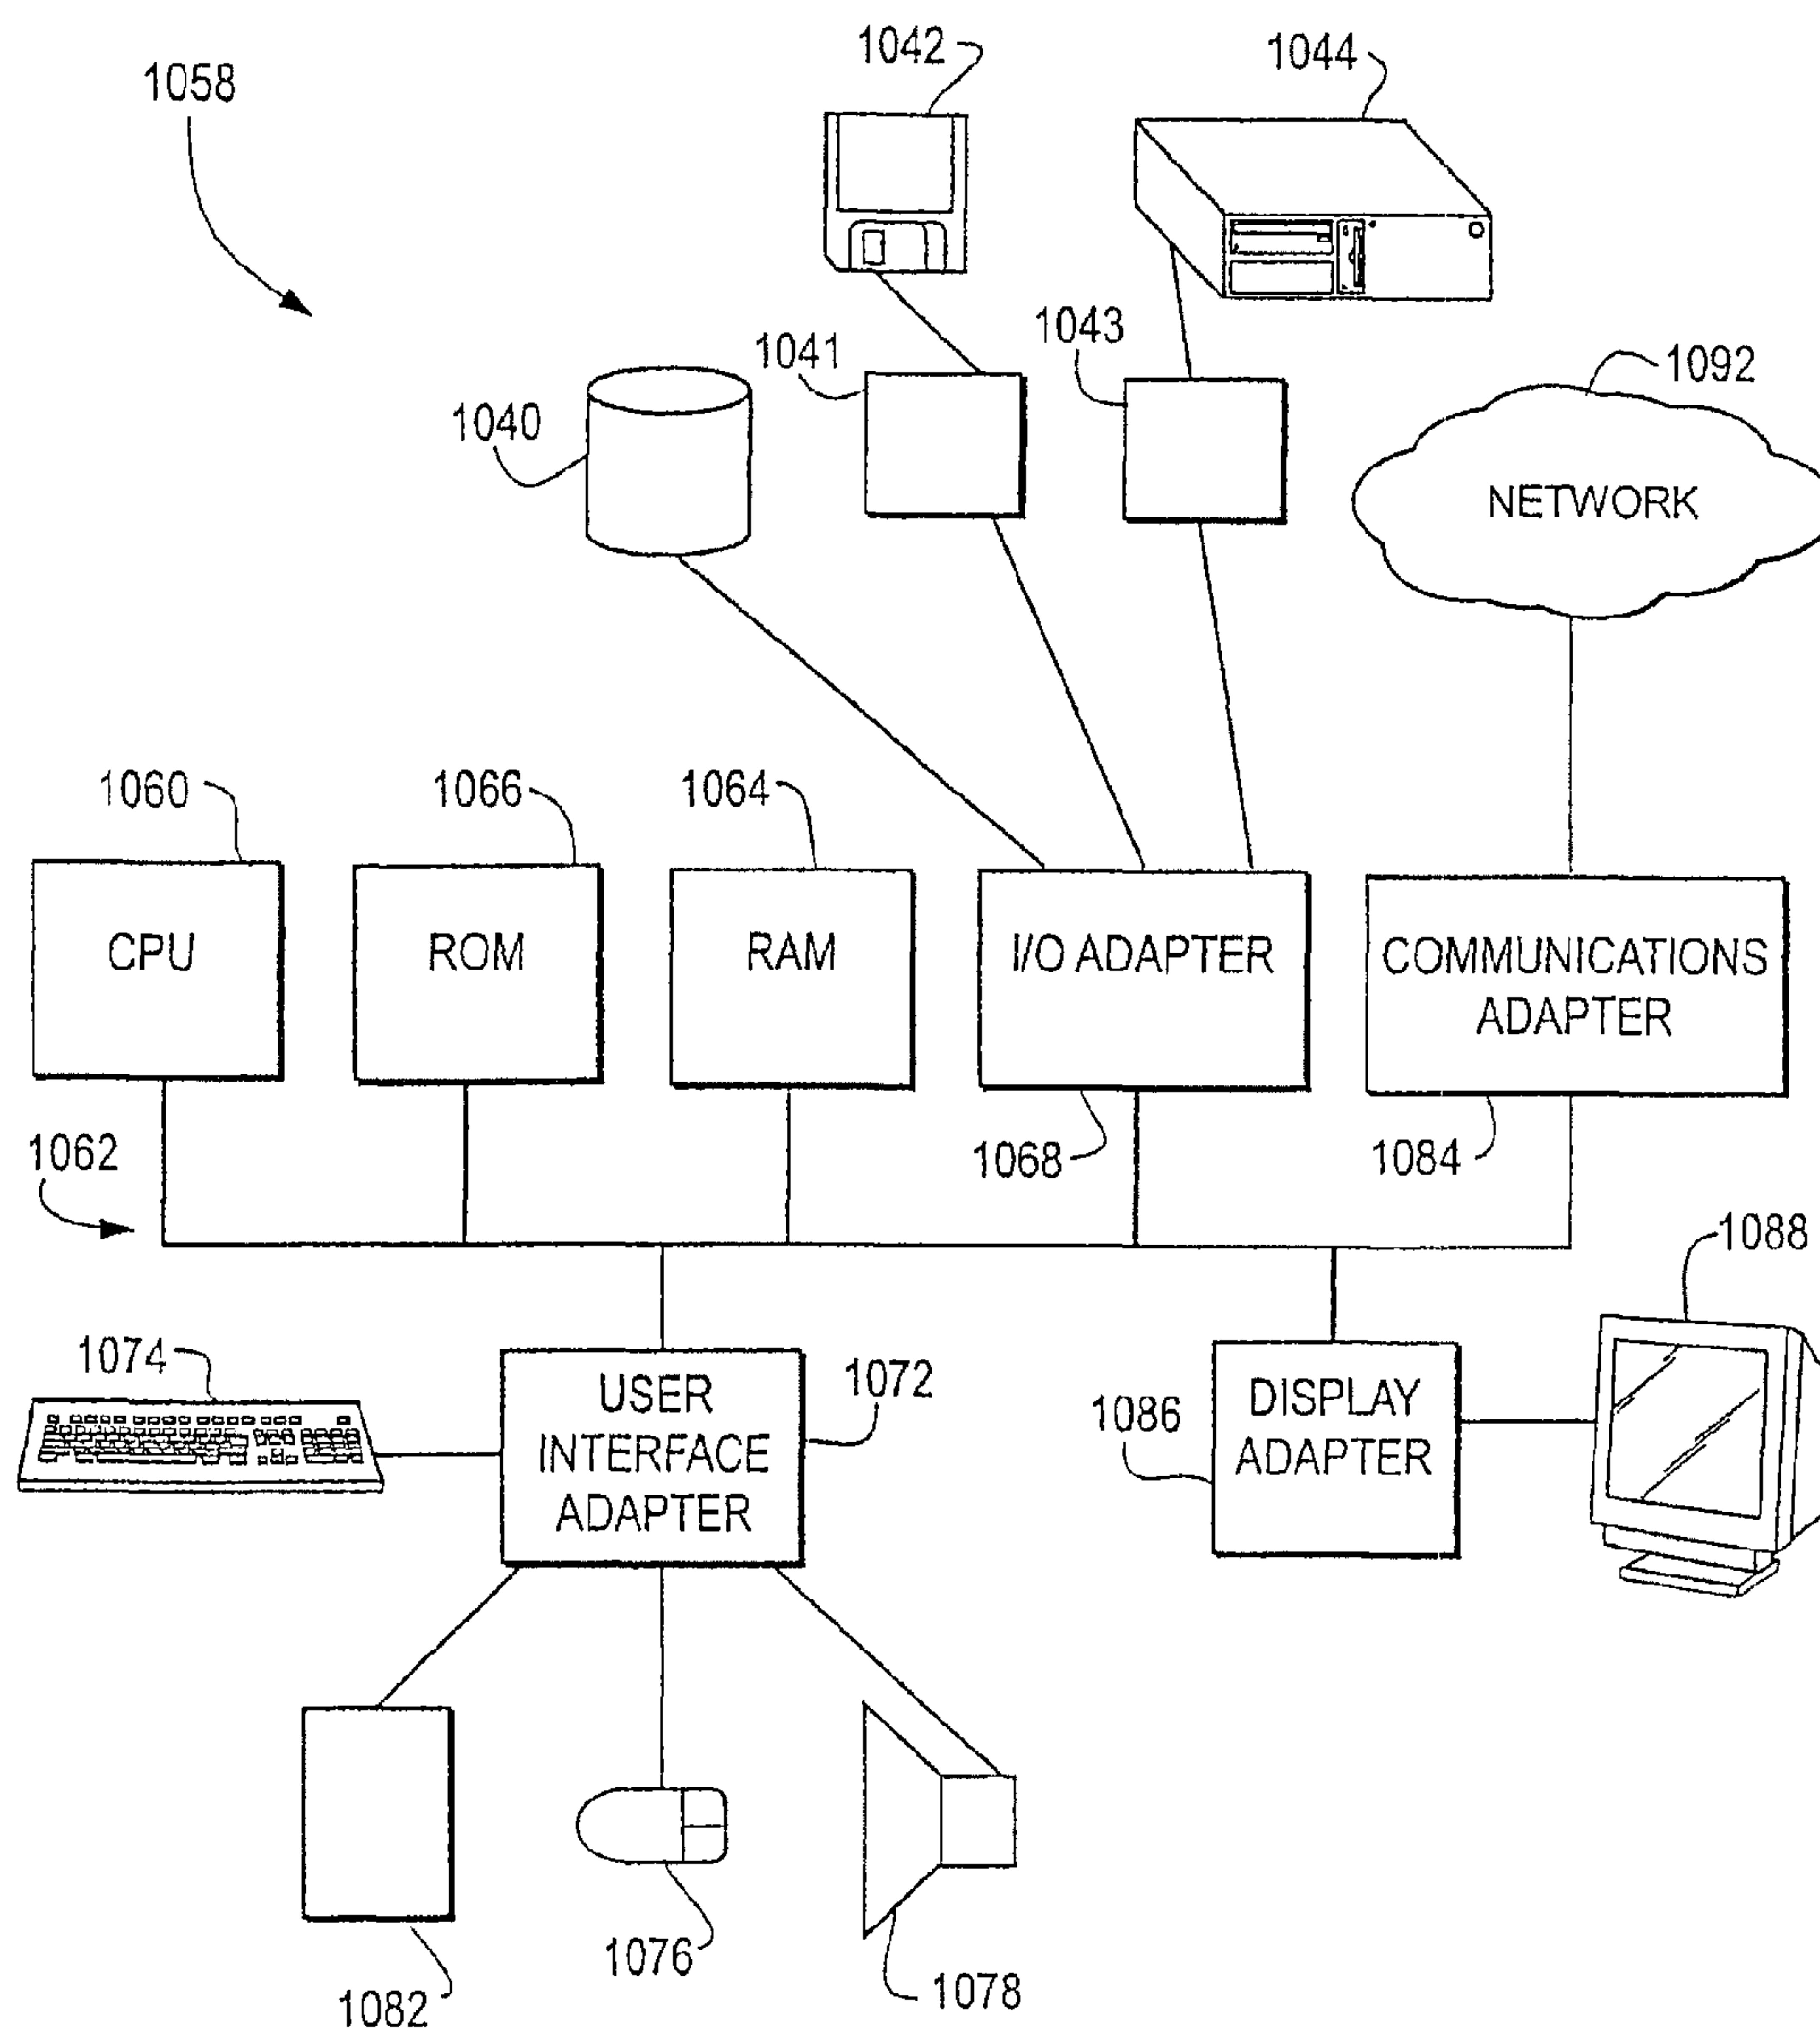 1042
1044
1058
1041
1043
1092
1040
NETWORK
1060
1066
1064
CPU
ROM
RAM
I/O ADAPTER
COMMUNICATIONS
ADAPTER
1062
1068
1084
1088
1074
USER
INTERFACE
ADAPTER
1072
1086
DISPLAY
ADAPTER
1082
1076
1078